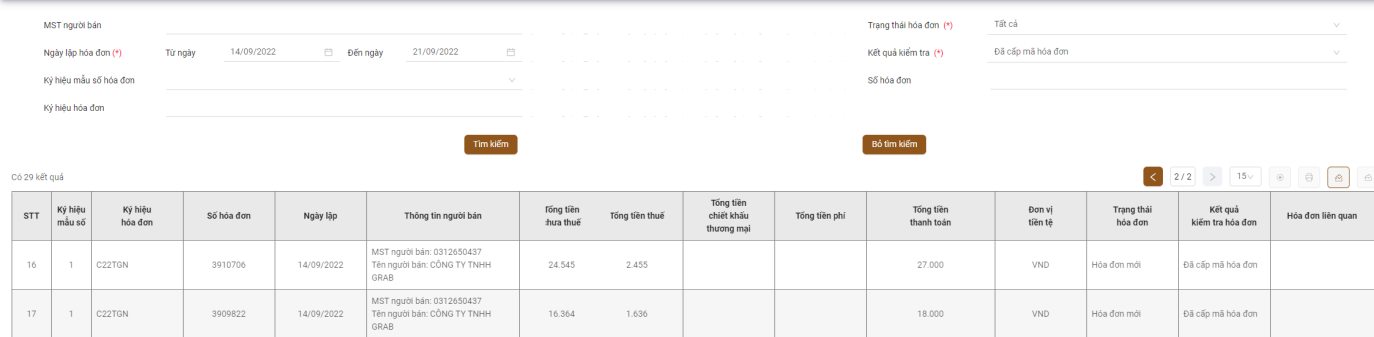 MST người bán
Trạng thái hóa đơn (*) Tất cả
Ngày lập hóa đơn (*) Từ ngày 14/09/2022 Đến ngày 21/09/2022
Kết quả kiểm tra (*) Đã cấp mã hóa đơn
Ký hiệu mẫu số hóa đơn
Số hóa đơn
Ký hiệu hóa đơn
Tìm kiếm Bỏ tìm kiếm
Có 29 kết quả
2 / 2 15
STT
Ký hiệu
mẫu số
Ký hiệu
hóa đơn
Số hóa đơn
Ngày lập
Thông tin người bán
Tổng tiền
chưa thuế
Tổng tiền thuế
Tổng tiền
chiết khấu
thương mại
Tổng tiền phí
Tổng tiền
thanh toán
Đơn vị
tiền tệ
Trạng thái
hóa đơn
Kết quả
kiểm tra hóa đơn
Hóa đơn liên quan
16
1
C22TGN
3910706
14/09/2022
MST người bán: 0312650437
Tên người bán: CÔNG TY TNHH
GRAB
24.545
2.455
27.000
VND
Hóa đơn mới
Đã cấp mã hóa đơn
17
1
C22TGN
3909822
14/09/2022
MST người bán: 0312650437
Tên người bán: CÔNG TY TNHH
GRAB
16.364
1.636
18.000
VND
Hóa đơn mới
Đã cấp mã hóa đơn